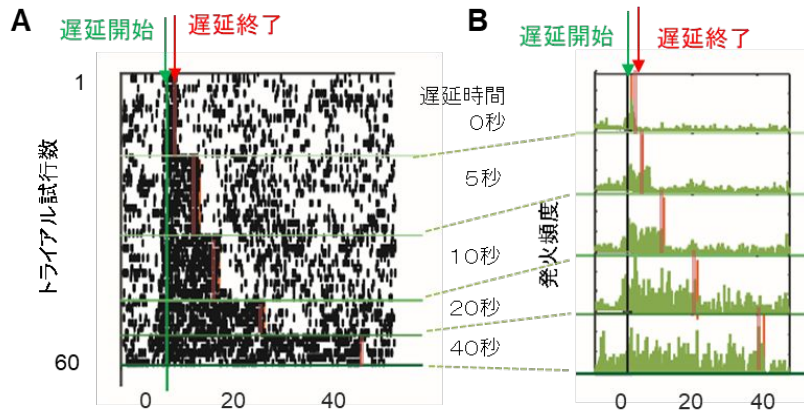 A
遅延開始
遅延終了
1
トライアル試行数
60
0
20
40
遅延時間
0秒
5秒
10秒
20秒
40秒
B
遅延開始
遅延終了
発火頻度
0
20
40